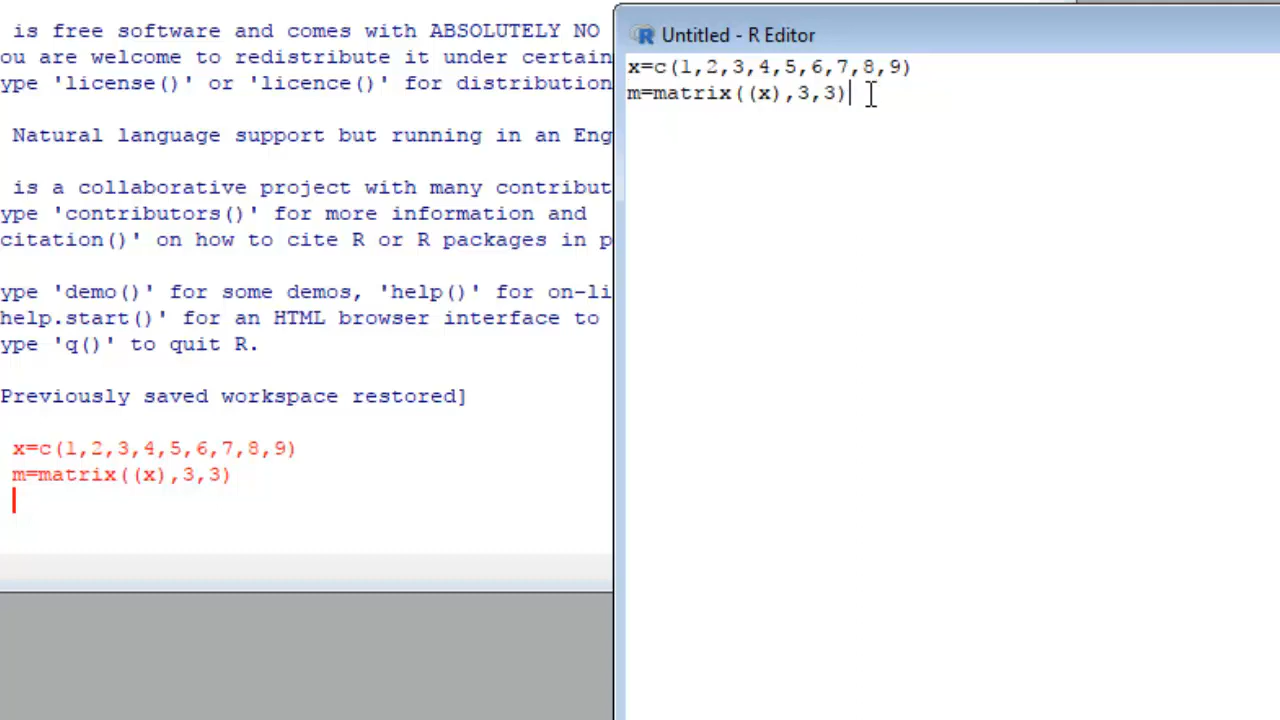 is free software and comes with ABSOLUTELY NO
ou are welcome to redistribute it under certain
ype 'license()' or 'licence()' for distribution
Natural language support but running in an Eng
is a collaborative project with many contribut
ype 'contributors()' for more information and
citation()' on how to cite R or R packages in p
ype 'demo()' for some demos, 'help()' for on-li
help.start()' for an HTML browser interface to
ype 'q()' to quit R.
Previously saved workspace restored]
x=c(1,2,3,4,5,6,7,8,9)
m=matrix((x),3,3)
Untitled - R Editor
x=c(1,2,3,4,5,6,7,8,9)
m=matrix((x),3,3)